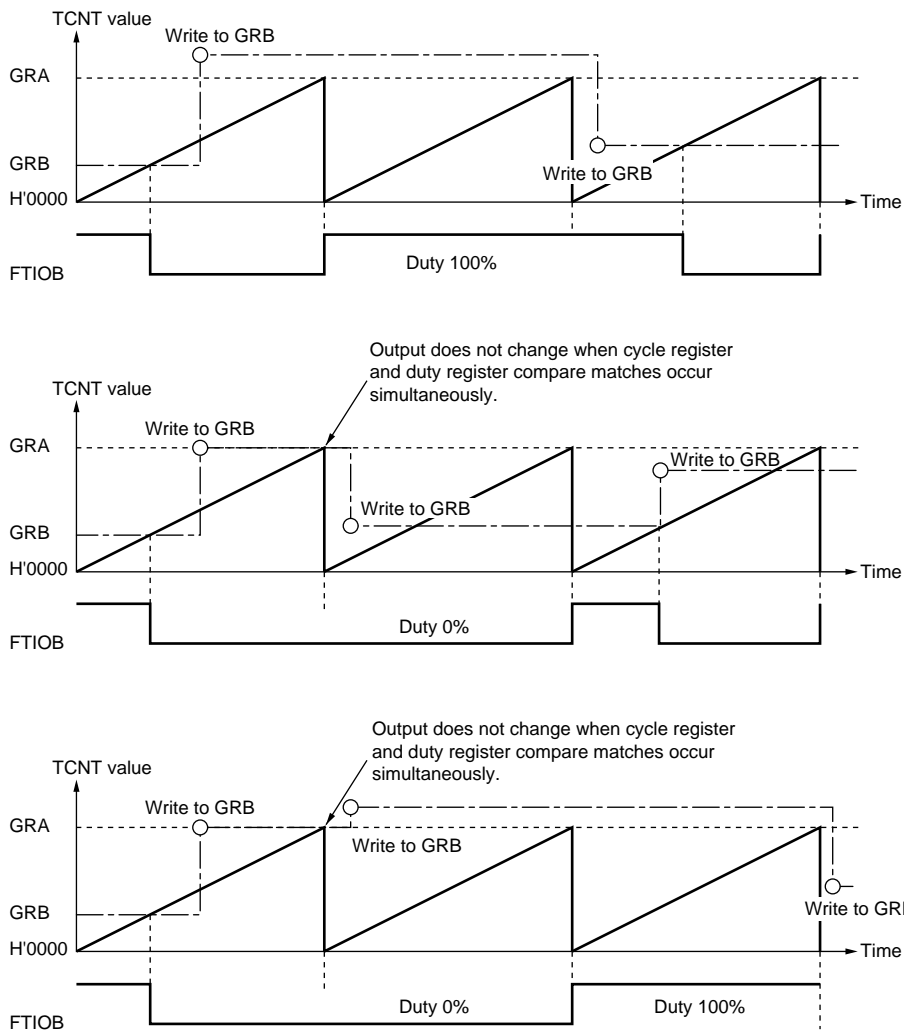 TCNT value
Write to GRB
GRA
GRB
Write to GRB
H'0000
Time
Duty 100%
FTIOB
Output does not change when cycle register
and duty register compare matches occur
simultaneously.
TCNT value
Write to GRB
GRA
Write to GRB
Write to GRB
GRB
H'0000
Time
Duty 0%
FTIOB
Output does not change when cycle register
and duty register compare matches occur
simultaneously.
TCNT value
Write to GRB
GRA
Write to GRB
GRB
Write to
H'0000
Time
Duty 0% Duty 100%
FTIOB